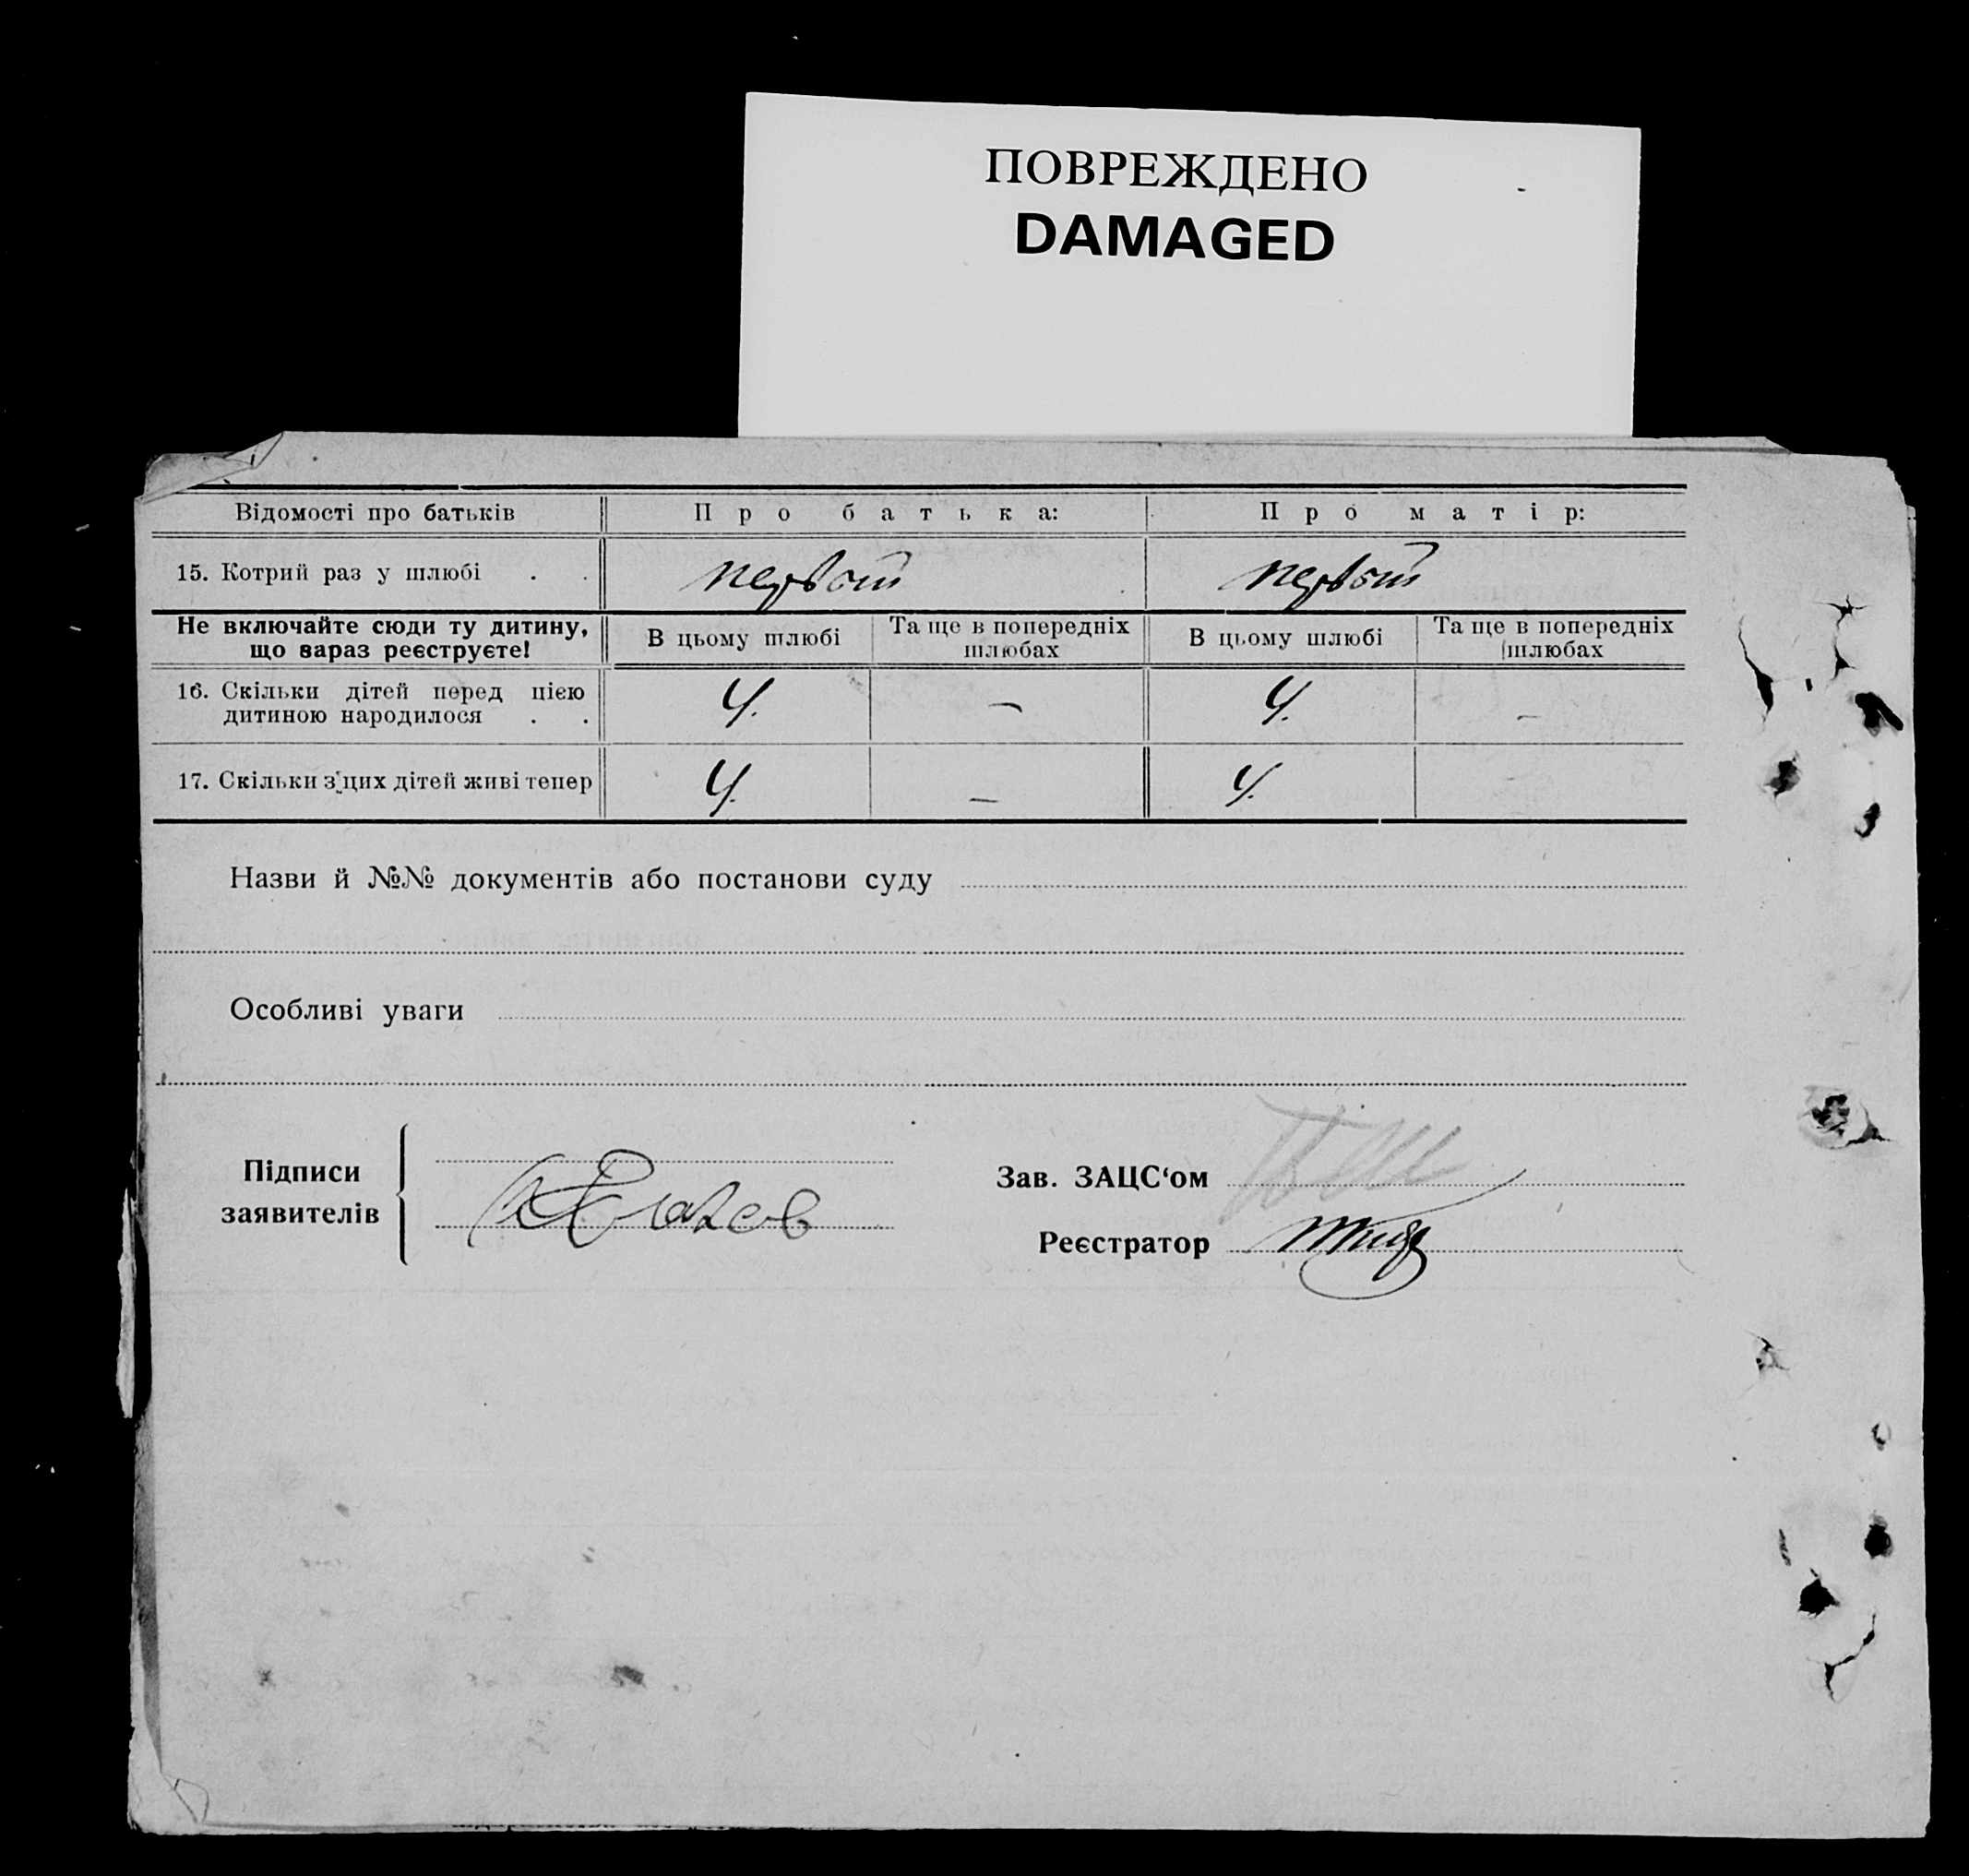 ПОВРЕЖДЕНО
DAMAGED
Відомості про батьків
Про батька:
Про матір:
15. Котрий раз у шлюбі . .
первый
первый
Не включайте сюди ту дитину,
що вараз реєструєте!
В цьому шлюбі
Та ще в попередніх
шлюбах
В цьому шлюбі
Та ще в попередніх
шлюбах
16. Скільки дітей перед цією
дитиною народилося . .
4.
—
4.
—
17. Скільки з цих дітей живі тепер
4.
—
4.
Назви й №№ документів або постанови суду
Особливі уваги
Підписи
заявителів
Зав. ЗАЦС‘ом
Реєстратор